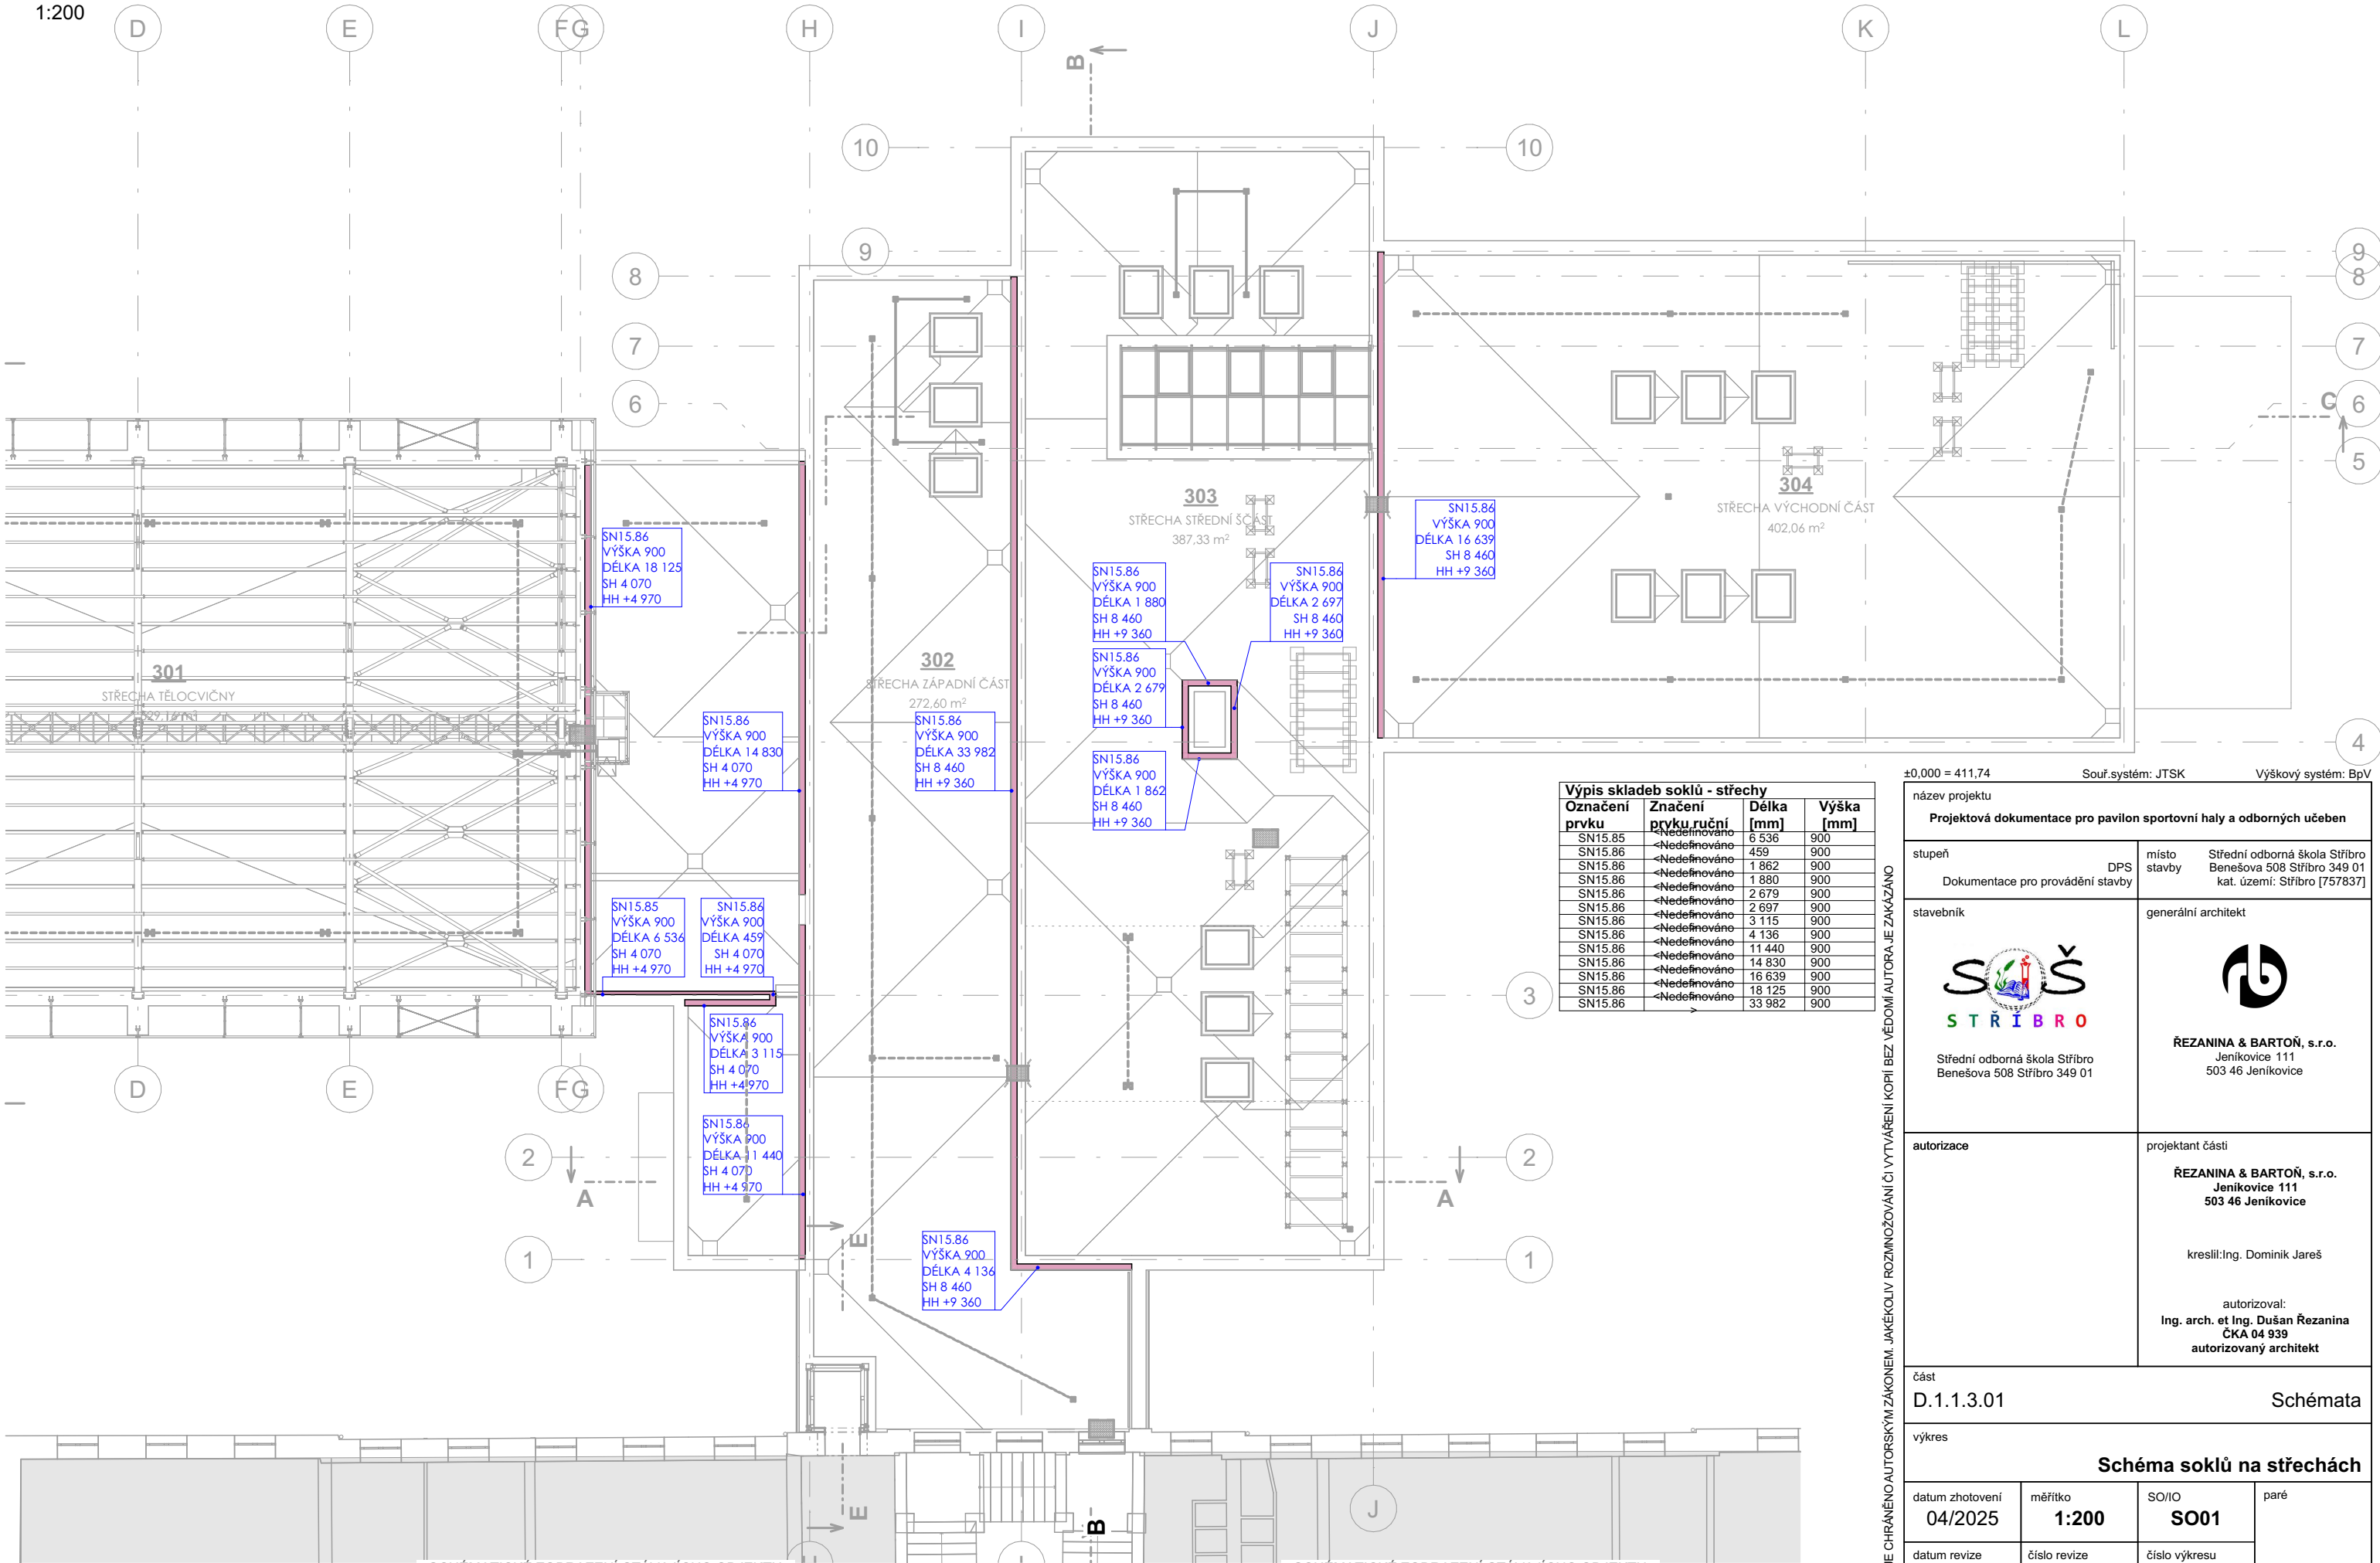 1:200
D
E
F
G
H
I
J
K
L
B
10
10
9
9
8
8
7
7
6
C
6
5
303
STŘECHA STŘEDNÍ ŠČÁST
387,33 m²
304
STŘECHA VÝCHODNÍ ČÁST
402,06 m²
SN15.86
VÝŠKA 900
DÉLKA 16 639
SH 8 460
HH +9 360
SN15.86
VÝŠKA 900
DÉLKA 18 125
SH 4 070
HH +4 970
SN15.86
VÝŠKA 900
DÉLKA 1 880
SH 8 460
HH +9 360
SN15.86
VÝŠKA 900
DÉLKA 2 697
SH 8 460
HH +9 360
301
STŘECHA TĚLOCVIČNY
302
STŘECHA ZÁPADNÍ ČÁST
272,60 m²
SN15.86
VÝŠKA 900
DÉLKA 2 679
SH 8 460
HH +9 360
SN15.86
VÝŠKA 900
DÉLKA 14 830
SH 4 070
HH +4 970
SN15.86
VÝŠKA 900
DÉLKA 33 982
SH 8 460
HH +9 360
SN15.86
VÝŠKA 900
DÉLKA 1 862
SH 8 460
HH +9 360
4
SN15.85
VÝŠKA 900
DÉLKA 6 536
SH 4 070
HH +4 970
SN15.86
VÝŠKA 900
DÉLKA 459
SH 4 070
HH +4 970
3
SN15.86
VÝŠKA 900
DÉLKA 3 115
SH 4 070
HH +4 970
D
E
F
G
SN15.86
VÝŠKA 900
DÉLKA 11 440
SH 4 070
HH +4 970
2
A
2
A
1
E
SN15.86
VÝŠKA 900
DÉLKA 4 136
SH 8 460
HH +9 360
1
E
B
J
Výpis skladeb soklů - střechy
Označení prvku Značení prvku ruční Délka [mm] Výška [mm]
SN15.85 <Nedefinováno> 6 536 900
SN15.86 <Nedefinováno> 459 900
SN15.86 <Nedefinováno> 1 862 900
SN15.86 <Nedefinováno> 1 880 900
SN15.86 <Nedefinováno> 2 679 900
SN15.86 <Nedefinováno> 2 697 900
SN15.86 <Nedefinováno> 3 115 900
SN15.86 <Nedefinováno> 4 136 900
SN15.86 <Nedefinováno> 11 440 900
SN15.86 <Nedefinováno> 14 830 900
SN15.86 <Nedefinováno> 16 639 900
SN15.86 <Nedefinováno> 18 125 900
SN15.86 <Nedefinováno> 33 982 900
JE CHRÁNĚNO AUTORSKÝM ZÁKONEM. JAKÉKOLIV ROZMNOŽOVÁNÍ ČI VYTVÁŘENÍ KOPIÍ BEZ VĚDOMÍ AUTORA JE ZAKÁZÁNO
±0,000 = 411,74 Souř.systém: JTSK Výškový systém: BpV
název projektu
Projektová dokumentace pro pavilon sportovní haly a odborných učeben
stupeň
DPS
Dokumentace pro provádění stavby
místo stavby
Střední odborná škola Stříbro
Benešova 508 Stříbro 349 01
kat. území: Stříbro [757837]
stavebník
SOŠ
STŘÍBRO
Střední odborná škola Stříbro
Benešova 508 Stříbro 349 01
generální architekt
ŘEZANINA & BARTOŇ, s.r.o.
Jeníkovice 111
503 46 Jeníkovice
autorizace
projektant části
ŘEZANINA & BARTOŇ, s.r.o.
Jeníkovice 111
503 46 Jeníkovice
kreslil:Ing. Dominik Jareš
autorizoval:
Ing. arch. et Ing. Dušan Řezanina
ČKA 04 939
autorizovaný architekt
část
D.1.1.3.01 Schémata
výkres
Schéma soklů na střechách
datum zhotovení
04/2025
měřítko
1:200
SO/IO
SO01
paré
datum revize
číslo revize
číslo výkresu